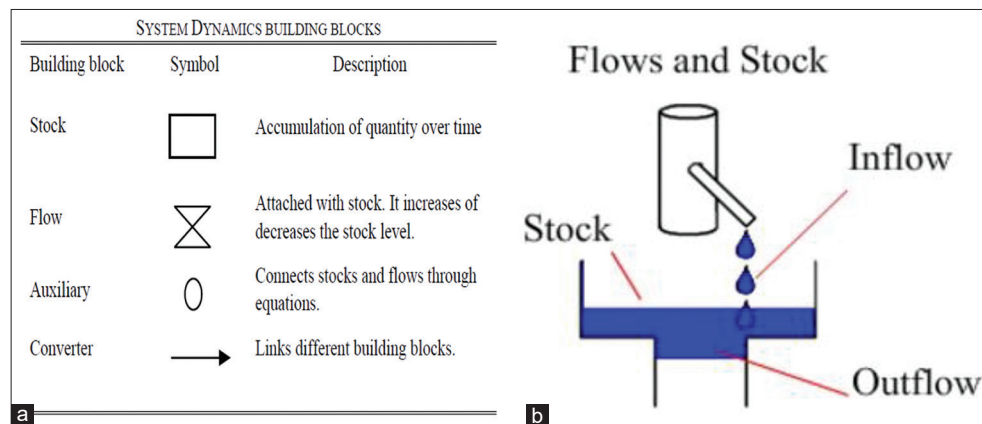 SYSTEM DYNAMICS BUILDING BLOCKS
Building block Symbol Description
Stock Accumulation of quantity over time
Flow Attached with stock. It increases of
decreases the stock level.
Auxiliary Connects stocks and flows through
equations.
Converter Links different building blocks.
a
Flows and Stock
Inflow
Stock
Outflow
b